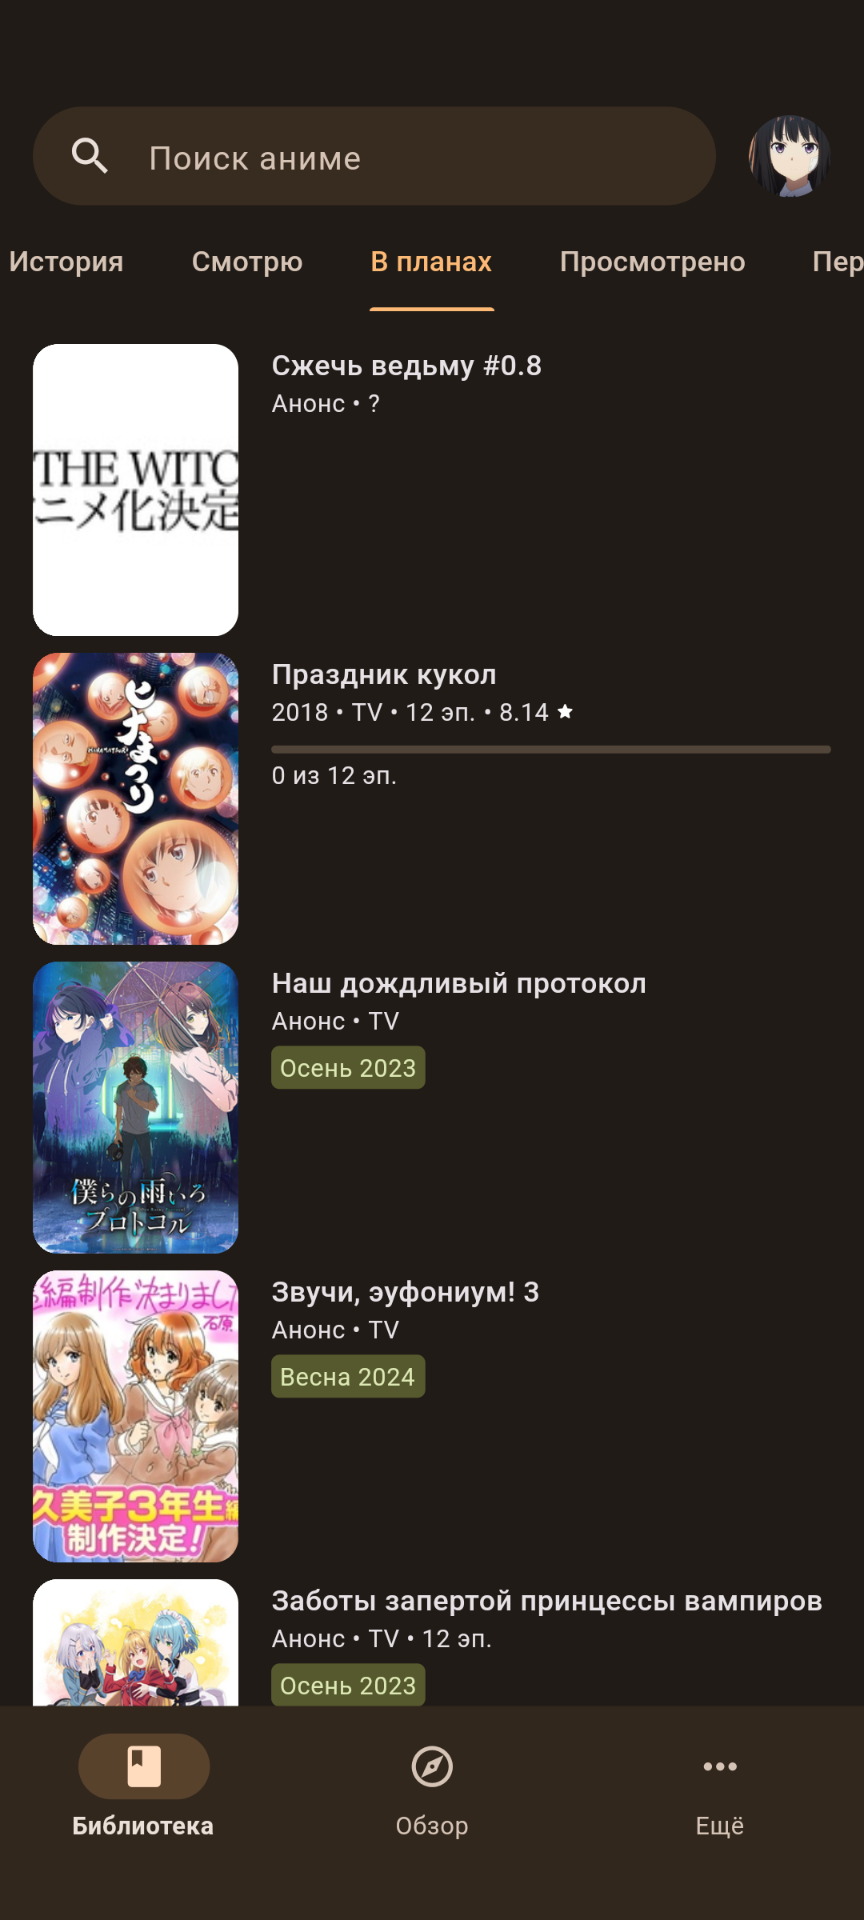 Поиск аниме
История Смотрю В планах Просмотрено Пер
THE WITC
ニメ化決定
Сжечь ведьму #0.8
Анонс • ?
ヒナまつり
HINAMATSURI
Праздник кукол
2018 • TV • 12 эп. • 8.14 ★
0 из 12 эп.
僕らの雨いろ
プロトコル
Наш дождливый протокол
Анонс • TV
Осень 2023
編制作決まりまし
石原
久美子3年生編
制作決定!
Звучи, эуфониум! 3
Анонс • TV
Весна 2024
Заботы запертой принцессы вампиров
Анонс • TV • 12 эп.
Осень 2023
Библиотека Обзор Ещё